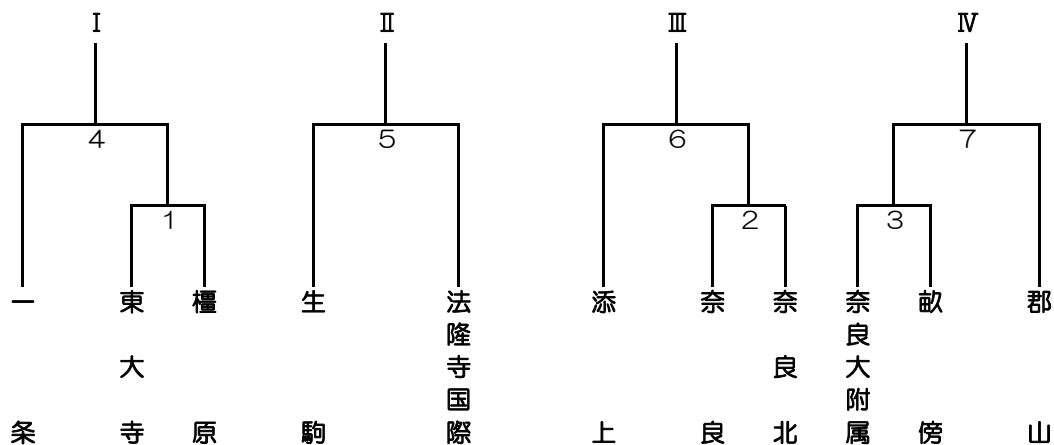 Ⅰ Ⅱ Ⅲ Ⅳ
4 5 6 7
1 2 3
一条
東大寺
橿原
生駒
法隆寺国際
添上
奈良
奈良北
奈良大附属
畝傍
郡山